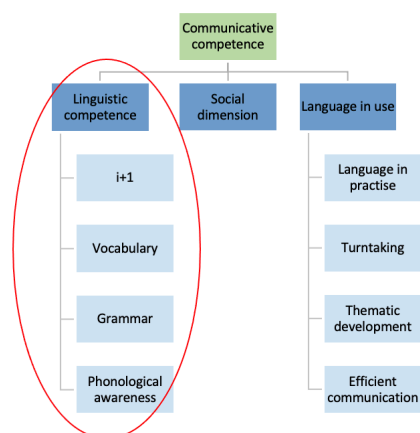 Communicative
competence
Linguistic
competence
Social
dimension
Language in use
i+1
Vocabulary
Grammar
Phonological
awareness
Language in
practise
Turntaking
Thematic
development
Efficient
communication